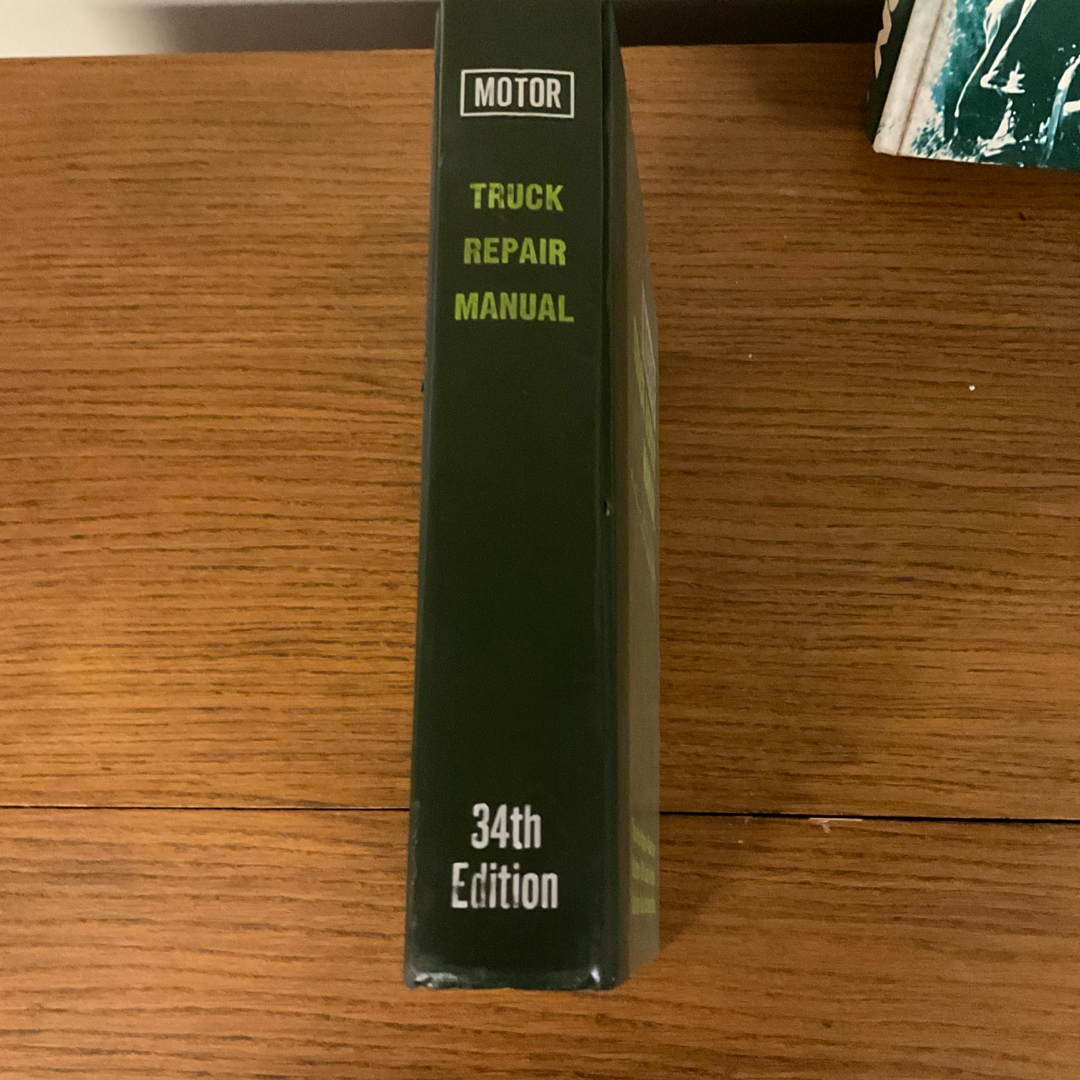 MOTOR
TRUCK
REPAIR
MANUAL
34th
Edition